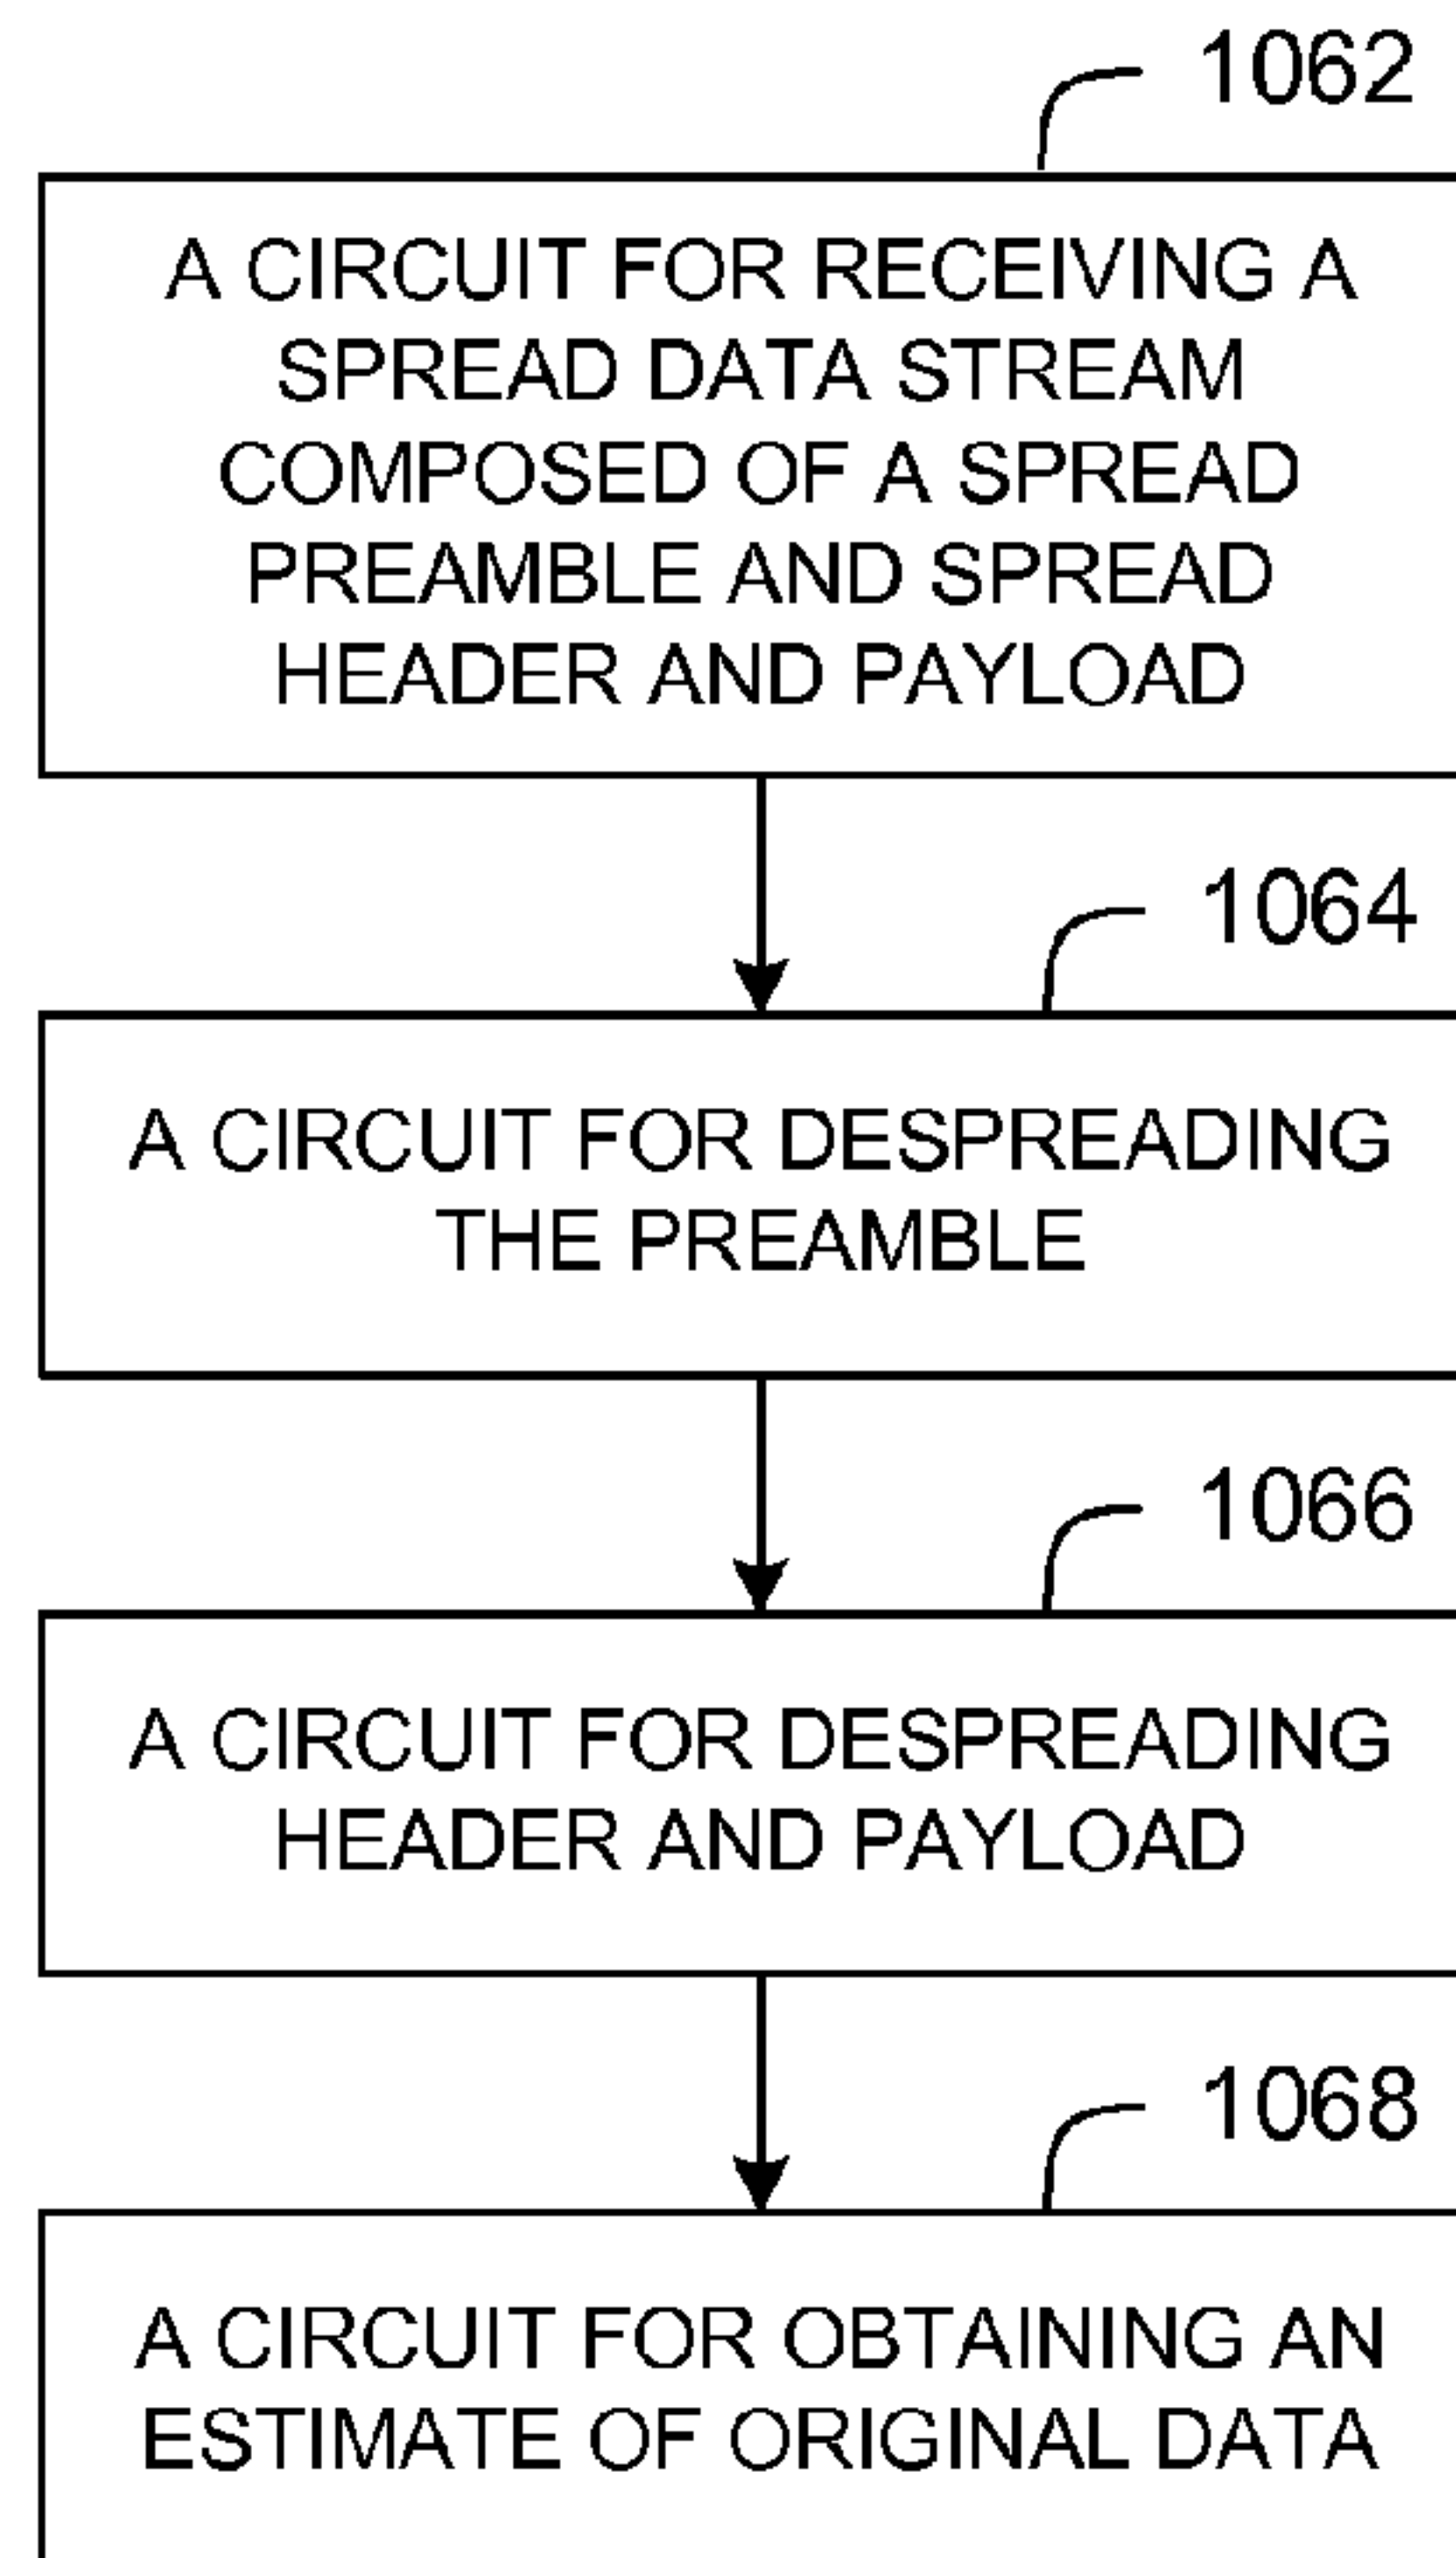 1062
A CIRCUIT FOR RECEIVING A
SPREAD DATA STREAM
COMPOSED OF A SPREAD
PREAMBLE AND SPREAD
HEADER AND PAYLOAD
1064
A CIRCUIT FOR DESPREADING
THE PREAMBLE
1066
A CIRCUIT FOR DESPREADING
HEADER AND PAYLOAD
1068
A CIRCUIT FOR OBTAINING AN
ESTIMATE OF ORIGINAL DATA